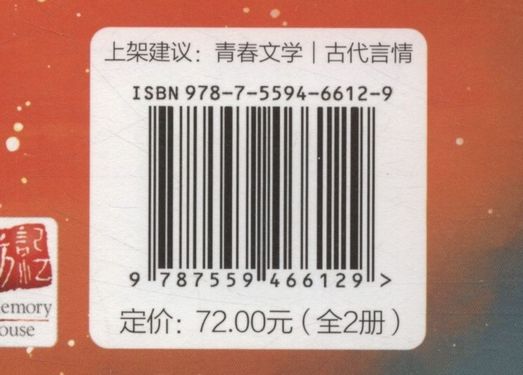 上架建议：青春文学｜古代言情
ISBN 978-7-5594-6612-9
9 787559 466129 >
定价：72.00元（全2册）
记
emory
ouse